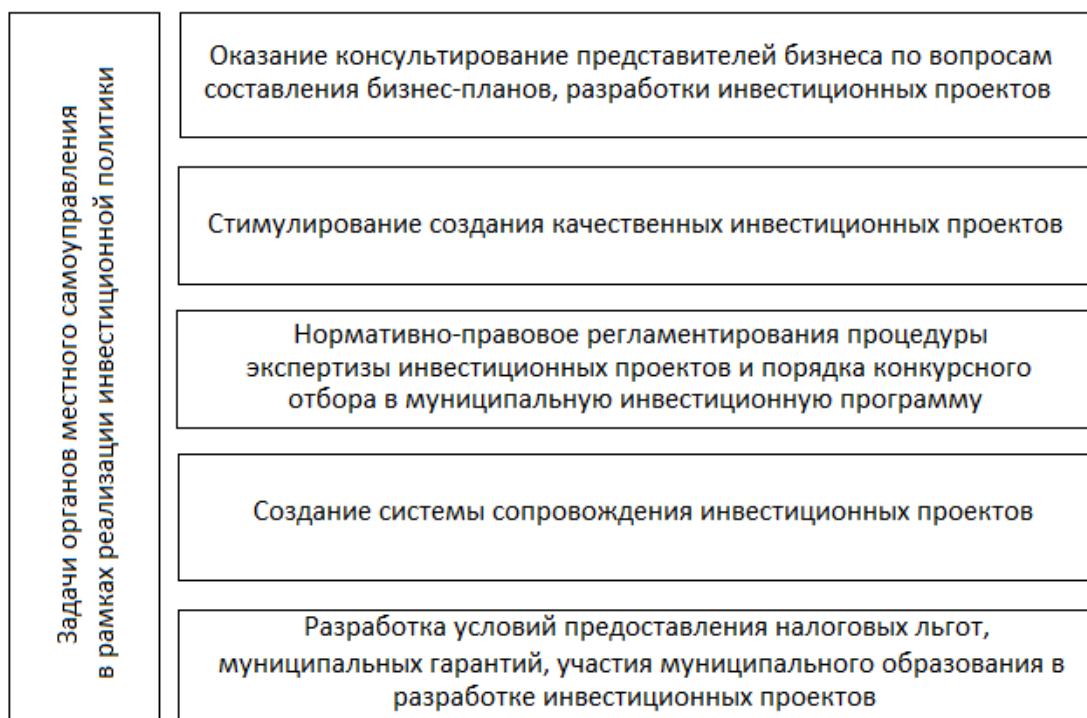 Задачи органов местного самоуправления
в рамках реализации инвестиционной политики
Оказание консультирование представителей бизнеса по вопросам
составления бизнес-планов, разработки инвестиционных проектов
Стимулирование создания качественных инвестиционных проектов
Нормативно-правовое регламентирования процедуры
экспертизы инвестиционных проектов и порядка конкурсного
отбора в муниципальную инвестиционную программу
Создание системы сопровождения инвестиционных проектов
Разработка условий предоставления налоговых льгот,
муниципальных гарантий, участия муниципального образования в
разработке инвестиционных проектов